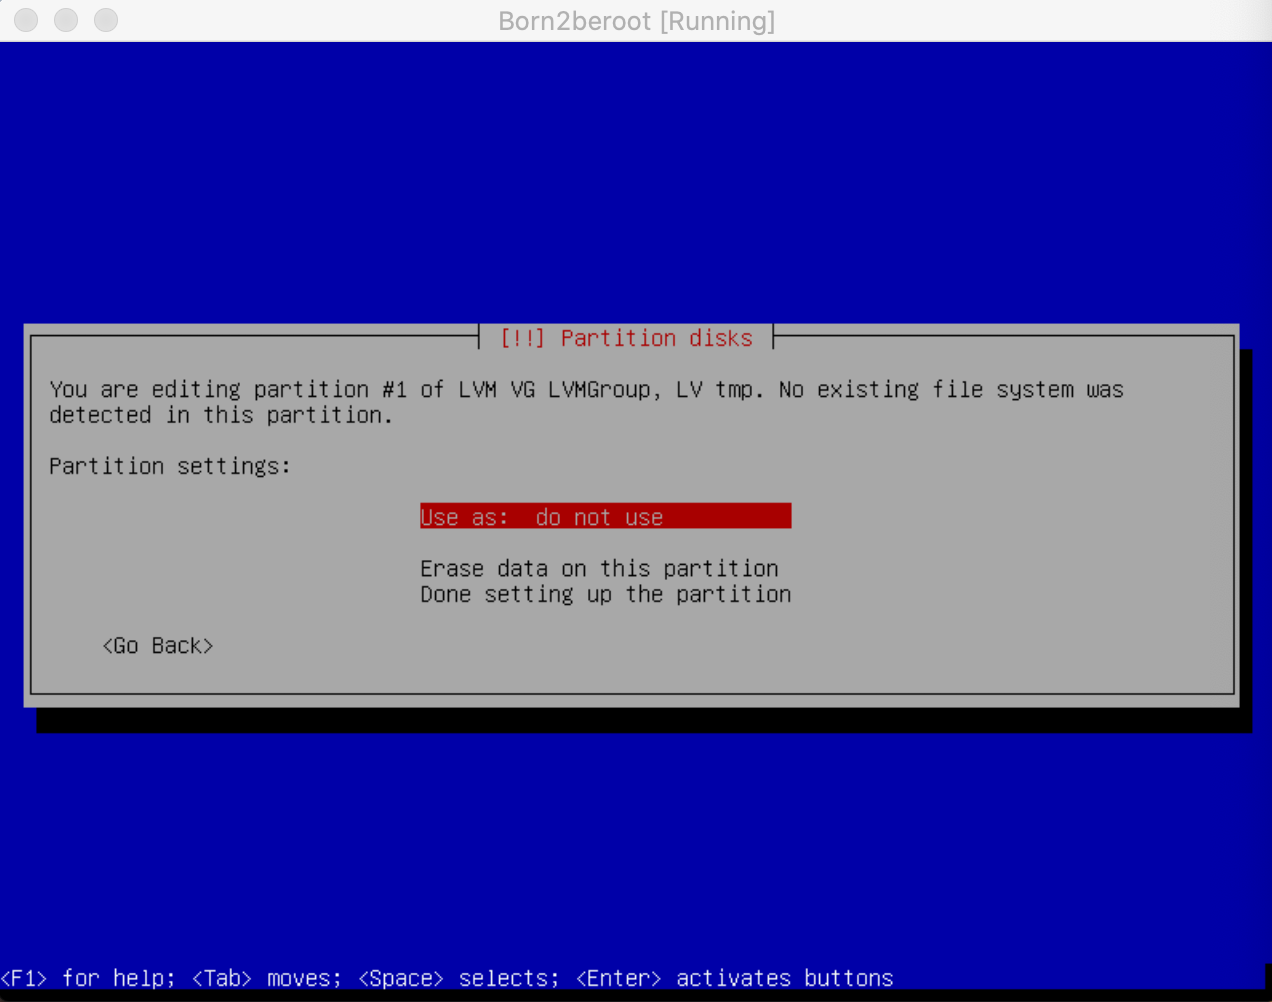 Born2beroot [Running]
[!!] Partition disks
You are editing partition #1 of LVM VG LVMGroup, LV tmp. No existing file system was
detected in this partition.
Partition settings:
Use as: do not use
Erase data on this partition
Done setting up the partition
<Go Back>
<F1> for help; <Tab> moves; <Space> selects; <Enter> activates buttons